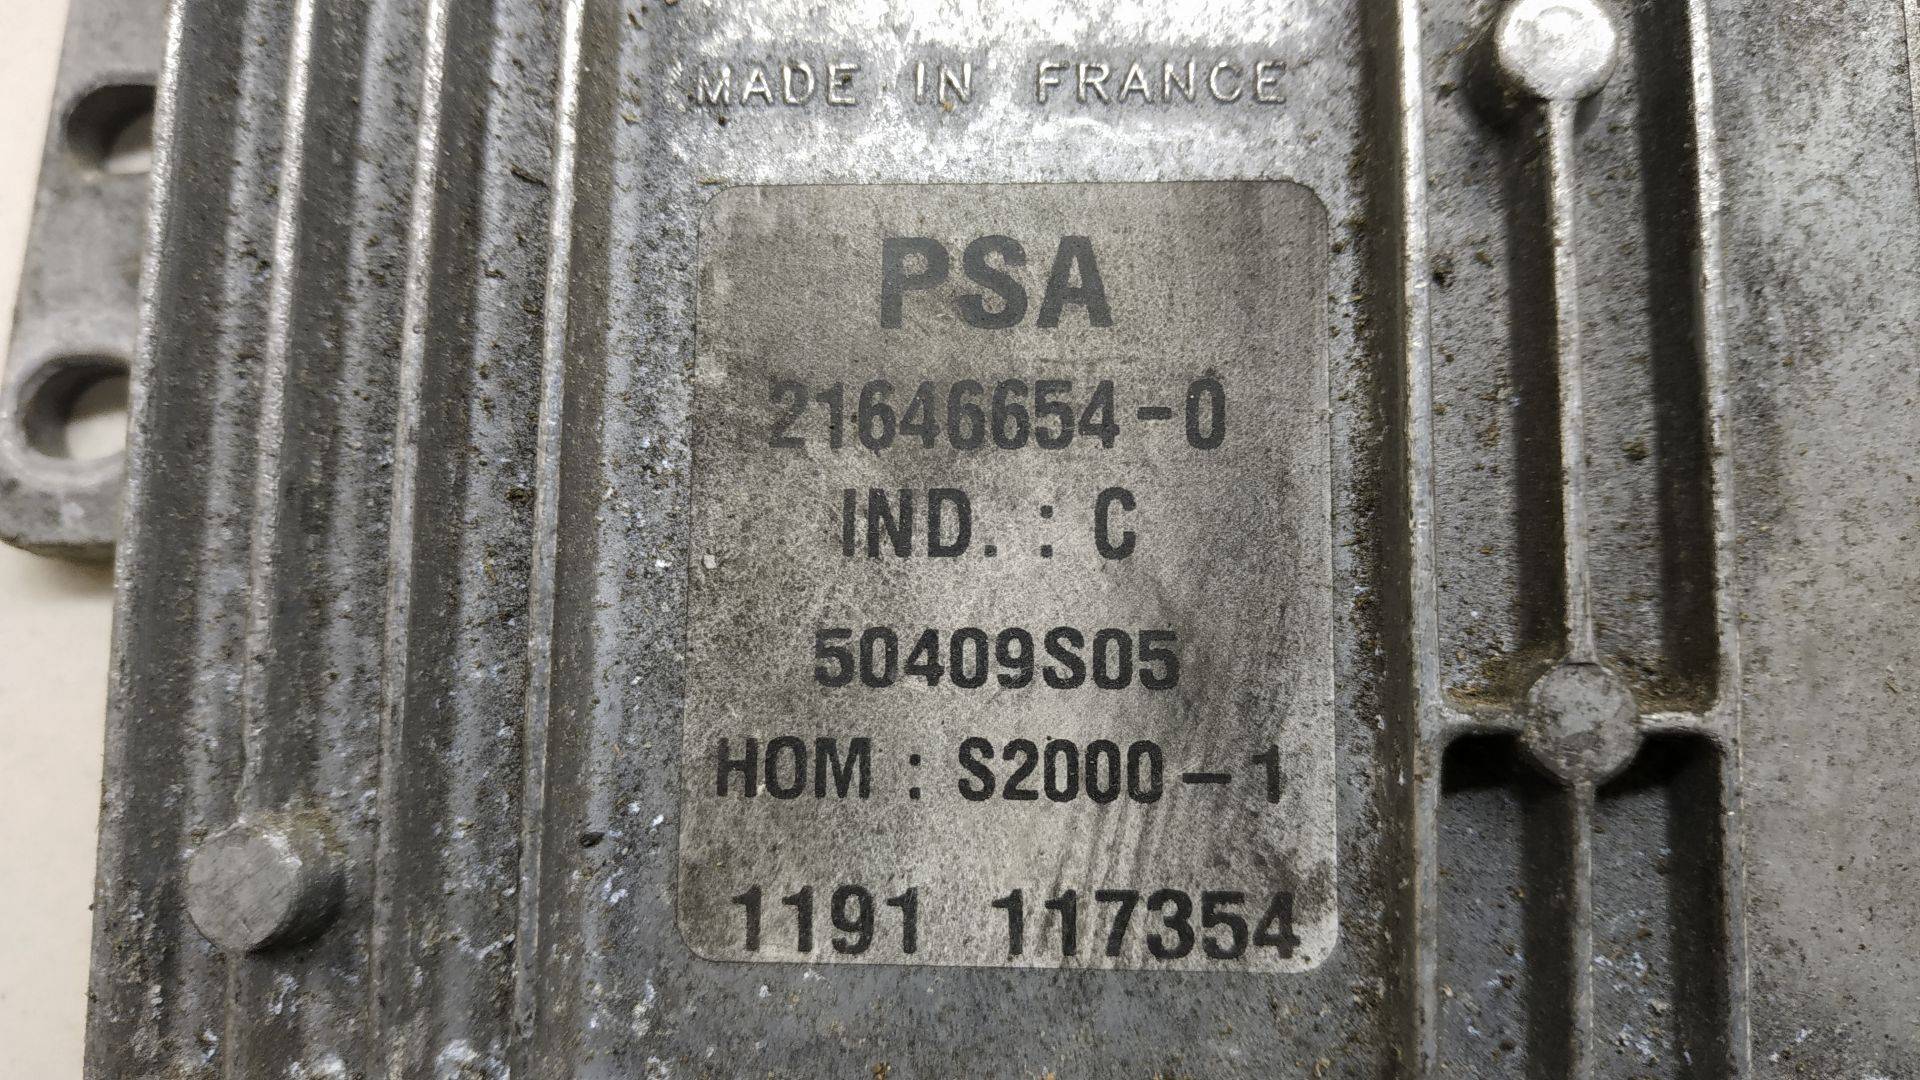 MADE IN FRANCE
PSA
21646654-0
IND. : C
50409S05
HOM : S2000-1
1191 117354